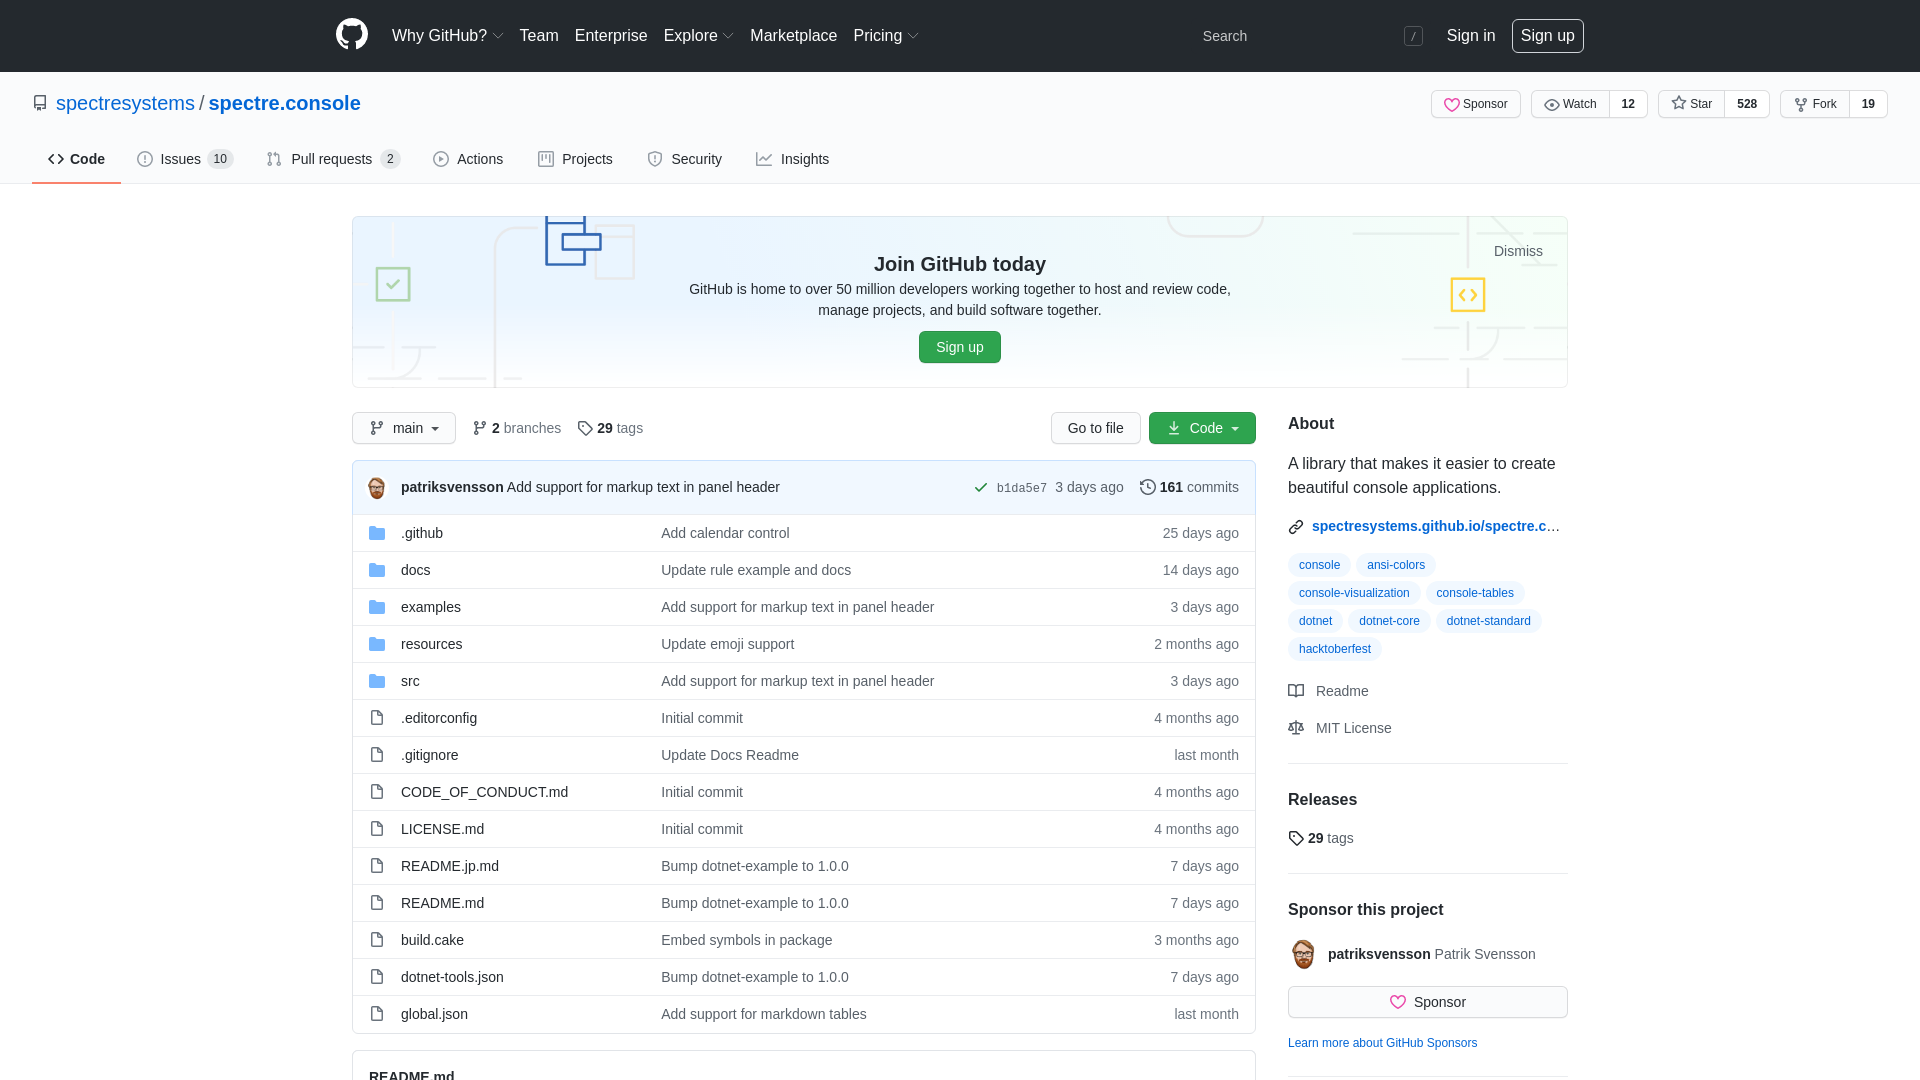 Why GitHub? Team Enterprise Explore Marketplace Pricing Search / Sign in Sign up
spectresystems / spectre.console Sponsor Watch 12 Star 528 Fork 19
Code Issues 10 Pull requests 2 Actions Projects Security Insights
Dismiss
Join GitHub today
GitHub is home to over 50 million developers working together to host and review code,
manage projects, and build software together.
Sign up
main 2 branches 29 tags Go to file Code
patriksvensson Add support for markup text in panel header b1da5e7 3 days ago 161 commits
.github Add calendar control 25 days ago
docs Update rule example and docs 14 days ago
examples Add support for markup text in panel header 3 days ago
resources Update emoji support 2 months ago
src Add support for markup text in panel header 3 days ago
.editorconfig Initial commit 4 months ago
.gitignore Update Docs Readme last month
CODE_OF_CONDUCT.md Initial commit 4 months ago
LICENSE.md Initial commit 4 months ago
README.jp.md Bump dotnet-example to 1.0.0 7 days ago
README.md Bump dotnet-example to 1.0.0 7 days ago
build.cake Embed symbols in package 3 months ago
dotnet-tools.json Bump dotnet-example to 1.0.0 7 days ago
global.json Add support for markdown tables last month
README.md
About
A library that makes it easier to create
beautiful console applications.
spectresystems.github.io/spectre.c…
console ansi-colors
console-visualization console-tables
dotnet dotnet-core dotnet-standard
hacktoberfest
Readme
MIT License
Releases
29 tags
Sponsor this project
patriksvensson Patrik Svensson
Sponsor
Learn more about GitHub Sponsors